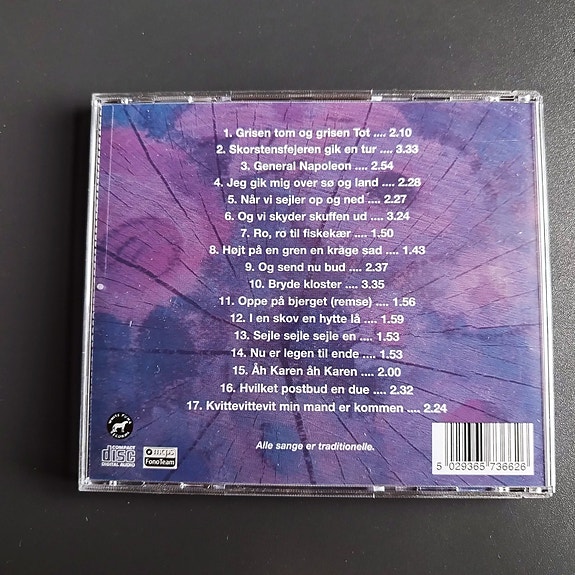 1. Grisen tom og grisen Tot .... 2.10
2. Skorstensfejeren gik en tur .... 3.33
3. General Napoleon .... 2.54
4. Jeg gik mig over sø og land .... 2.28
5. Når vi sejler op og ned .... 2.27
6. Og vi skyder skuffen ud .... 3.24
7. Ro, ro til fiskekær .... 1.50
8. Højt på en gren en kråge sad .... 1.43
9. Og send nu bud .... 2.37
10. Bryde kloster .... 3.35
11. Oppe på bjerget (remse) .... 1.56
12. I en skov en hytte lå .... 1.59
13. Sejle sejle sejle en .... 1.53
14. Nu er legen til ende .... 1.53
15. Åh Karen åh Karen .... 2.00
16. Hvilket postbud en due .... 2.32
17. Kvittevittevit min mand er kommen .... 2.24
Alle sange er traditionelle.
COMPACT
disc
DIGITAL AUDIO
FonoTeam
5 029365 736626